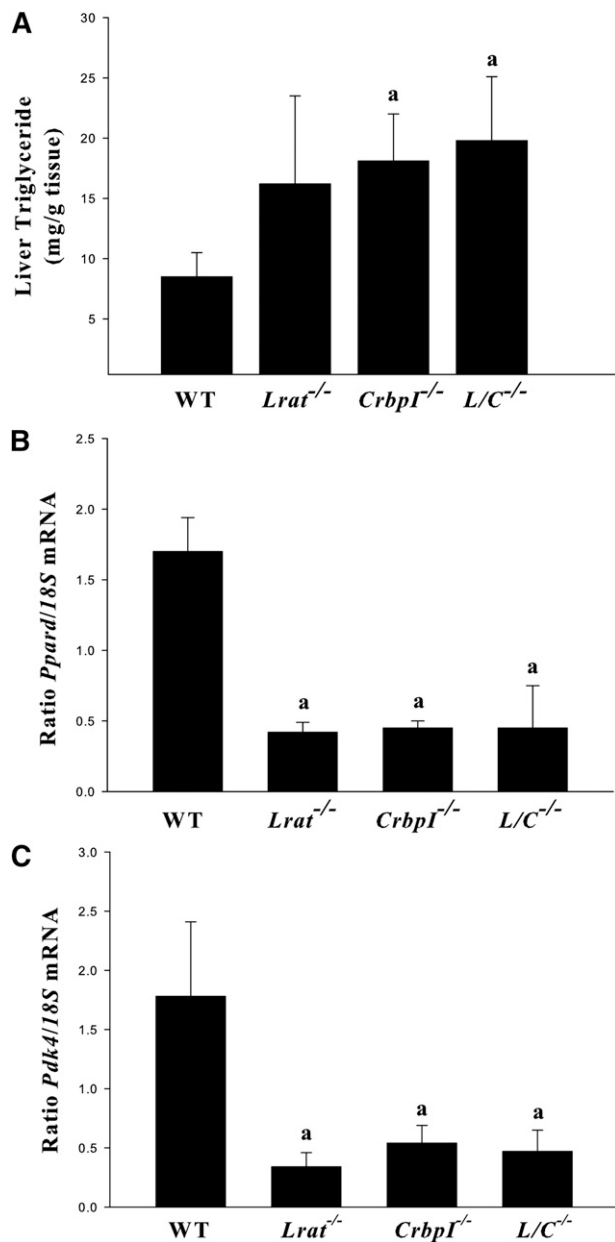 A
Liver Triglyceride
(mg/g tissue)
30
25
20
15
10
5
a
a
WT
Lrat-/-
CrbpI-/-
L/C-/-
B
Ratio Ppard/18S mRNA
2.5
2.0
1.5
1.0
0.5
0.0
a
a
a
WT
Lrat-/-
CrbpI-/-
L/C-/-
C
Ratio Pdk4/18S mRNA
3.0
2.5
2.0
1.5
1.0
0.5
0.0
a
a
a
WT
Lrat-/-
CrbpI-/-
L/C-/-